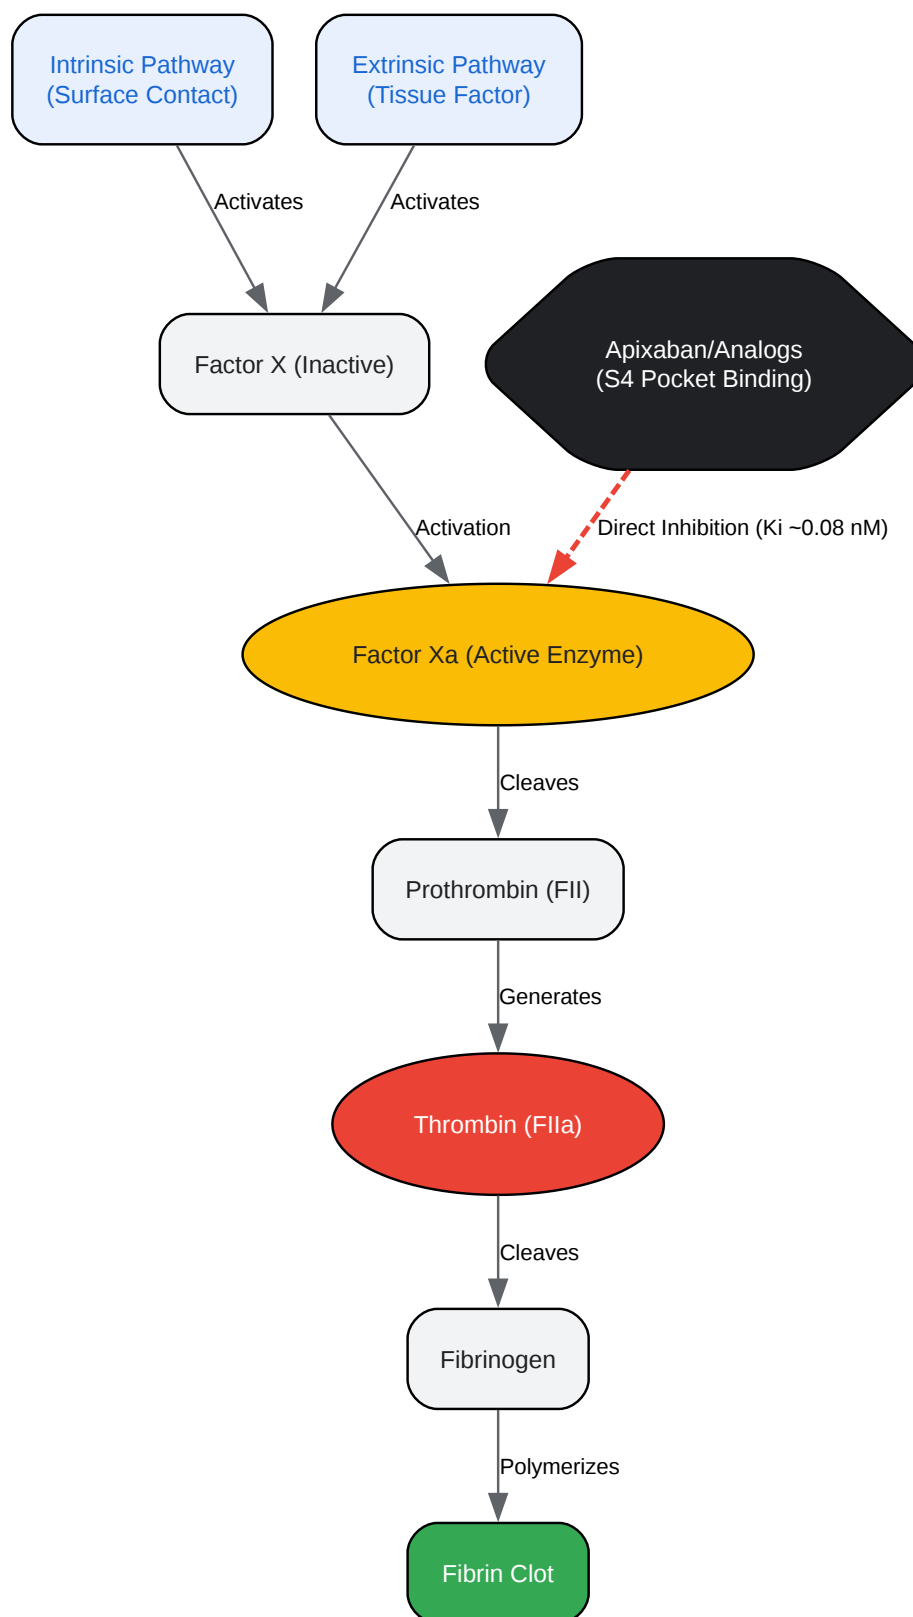 Intrinsic Pathway
(Surface Contact)
Extrinsic Pathway
(Tissue Factor)
Activates
Activates
Factor X (Inactive)
Apixaban/Analogs
(S4 Pocket Binding)
Activation
Direct Inhibition (Ki ~0.08 nM)
Factor Xa (Active Enzyme)
Cleaves
Prothrombin (FII)
Generates
Thrombin (FIIa)
Cleaves
Fibrinogen
Polymerizes
Fibrin Clot